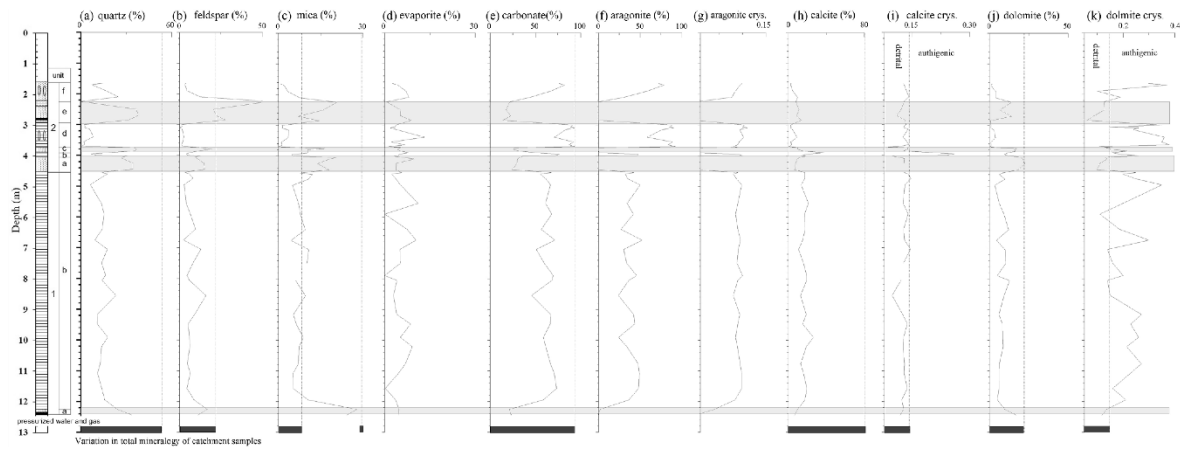 (a) quartz (%) (b) feldspar (%) (c) mica (%) (d) evaporite (%) (e) carbonate(%) (f) aragonite (%) (g) aragonite crys. (h) calcite (%) (i) calcite crys. (j) dolomite (%) (k) dolmite crys.
0 60 0 50 0 30 0 50 0 50 100 0 50 100 0 0.15 0 80 0 0.15 0.30 0 50 0 0.2 0.4
0
detrital authigenic detrital authigenic
1
unit
f
2
e
3
2 d
c
4 b
a
5
Depth (m)
6
7
8 b
1
9
10
11
12
a
pressurized water and gas
13
Variation in total mineralogy of catchment samples